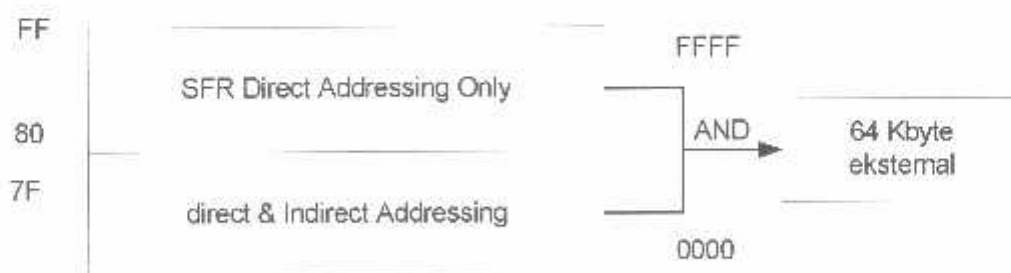 FF
FFFF
SFR Direct Addressing Only
80
AND
64 Kbyte
eksternal
7F
direct & Indirect Addressing
0000